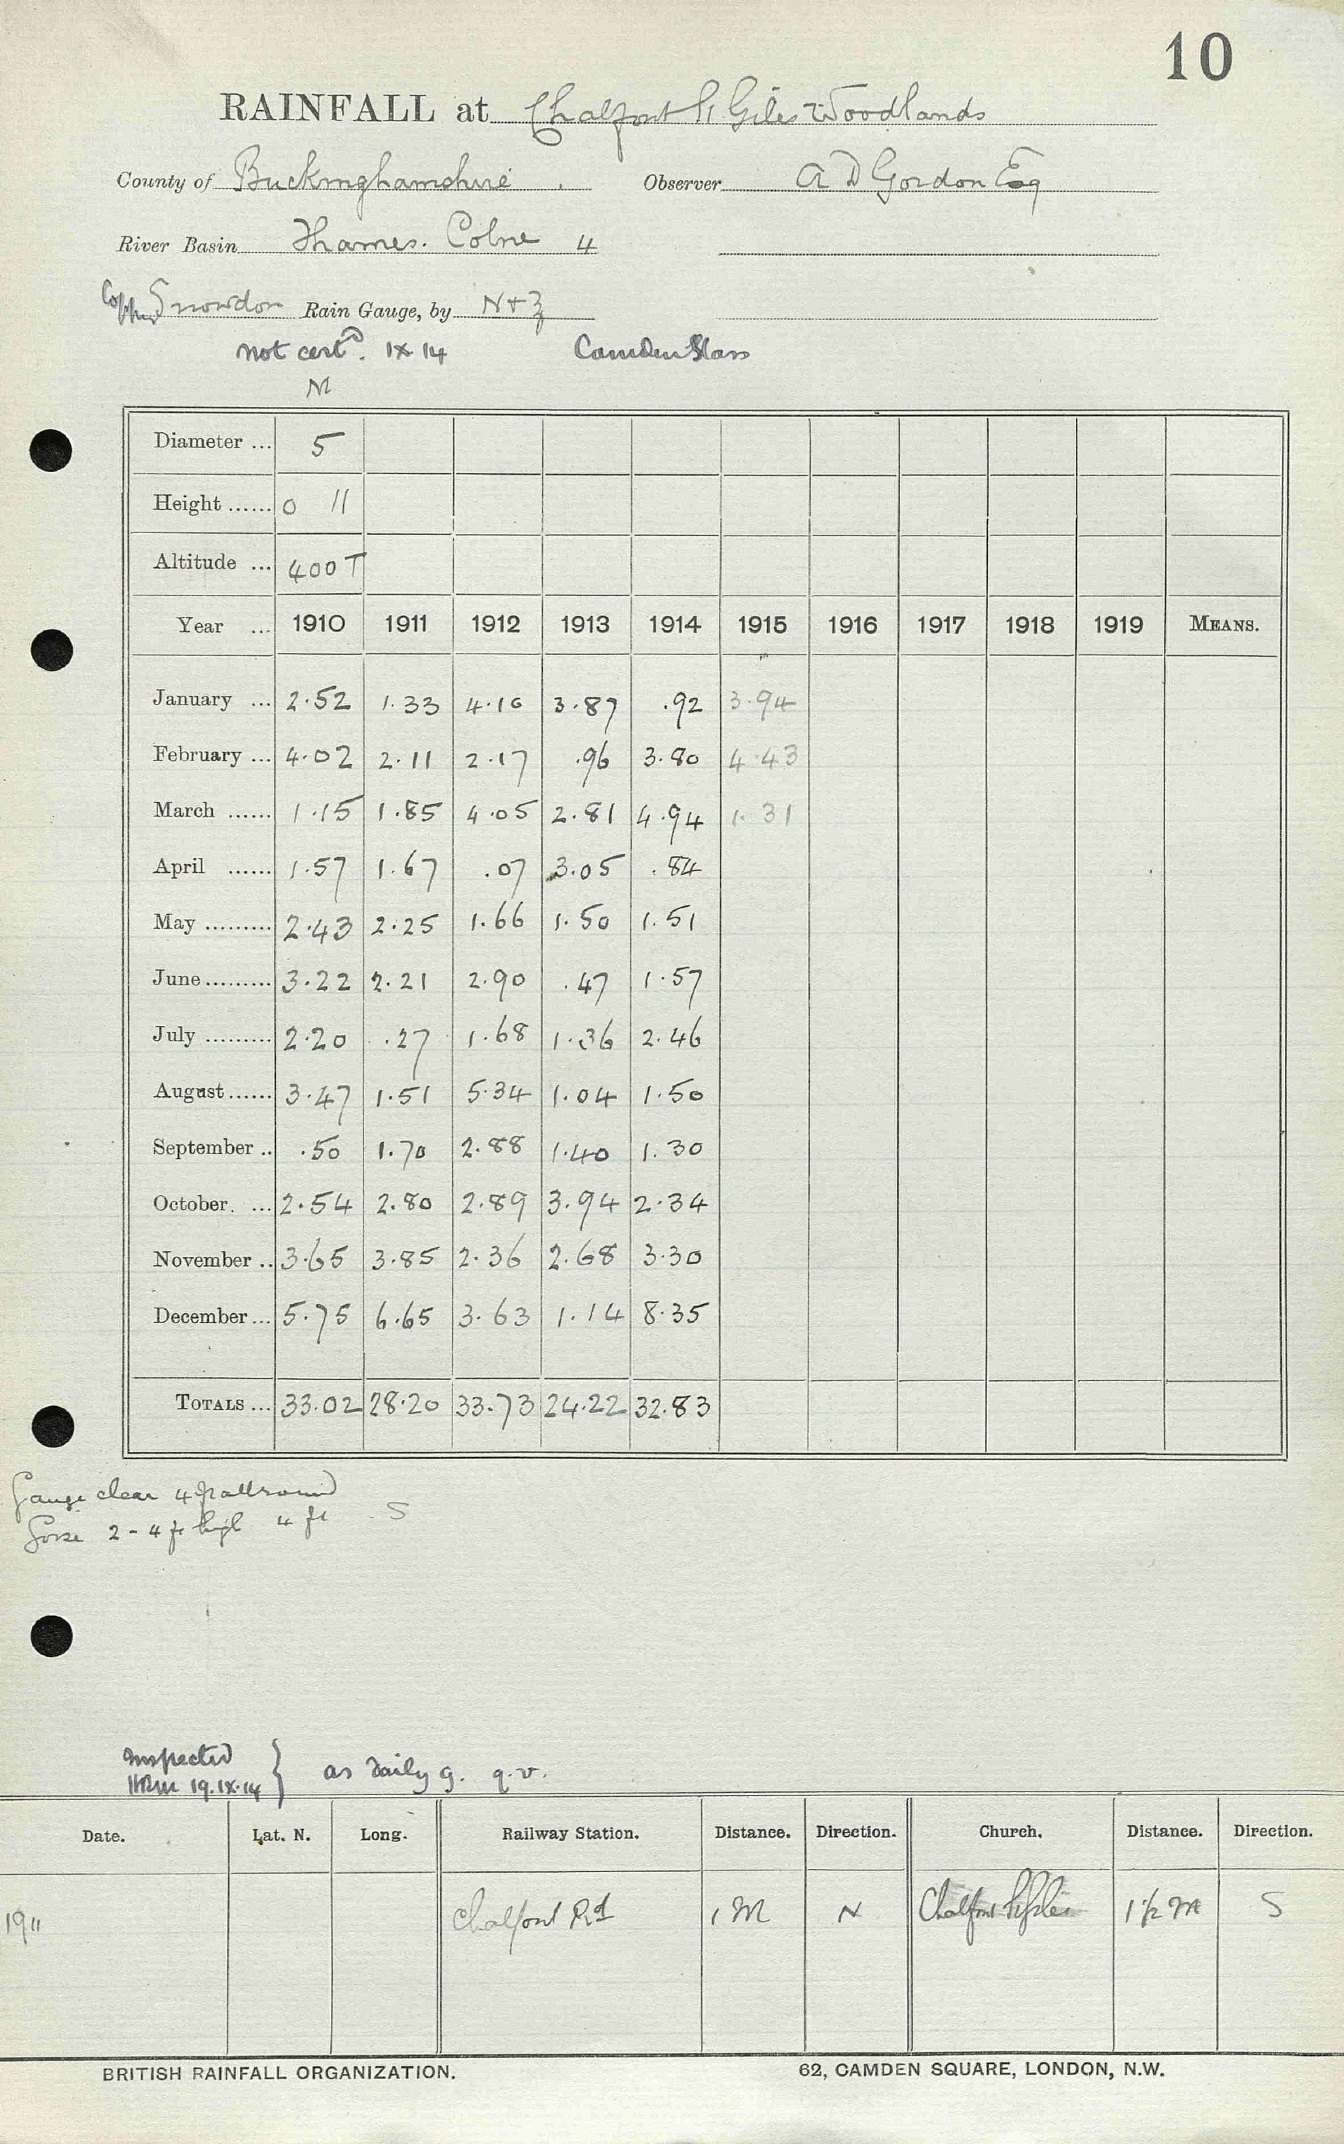 10
RAINFALL at Chalfont St Giles Woodlands
County of Buckinghamshire. Observer A D Gordon Esq
River Basin Thames. Colne 4
Copper Snowdon Rain Gauge, by N+Z
not certd. IX 14 Camden Glass
M
Diameter ... 5
Height ...... 0 11
Altitude ... 400 T
Year ... 1910 1911 1912 1913 1914 1915 1916 1917 1918 1919 MEANS.
January ... 2.52 1.33 4.16 3.87 .92 3.94
February ... 4.02 2.11 2.17 .96 3.80 4.43
March ...... 1.15 1.85 4.05 2.81 4.94 1.31
April ...... 1.57 1.67 .07 3.05 .84
May ......... 2.43 2.25 1.66 1.50 1.51
June ......... 3.22 2.21 2.90 .47 1.57
July ......... 2.20 .27 1.68 1.36 2.46
August ...... 3.47 1.51 5.34 1.04 1.50
September .. .50 1.70 2.88 1.40 1.30
October. ... 2.54 2.80 2.89 3.94 2.34
November .. 3.65 3.85 2.36 2.68 3.30
December ... 5.75 6.65 3.63 1.14 8.35
TOTALS ... 33.02 28.20 33.73 24.22 32.83
Gauge clear 4 ft all round
Gorse 2-4 ft high 4 ft S
Inspected
HRM 19.IX.14 } as daily g. q.v.
Date. Lat. N. Long. Railway Station. Distance. Direction. Church. Distance. Direction.
1911 Chalfont Rd 1 M N Chalfont St Giles 1 1/2 M S
BRITISH RAINFALL ORGANIZATION. 62, CAMDEN SQUARE, LONDON, N.W.